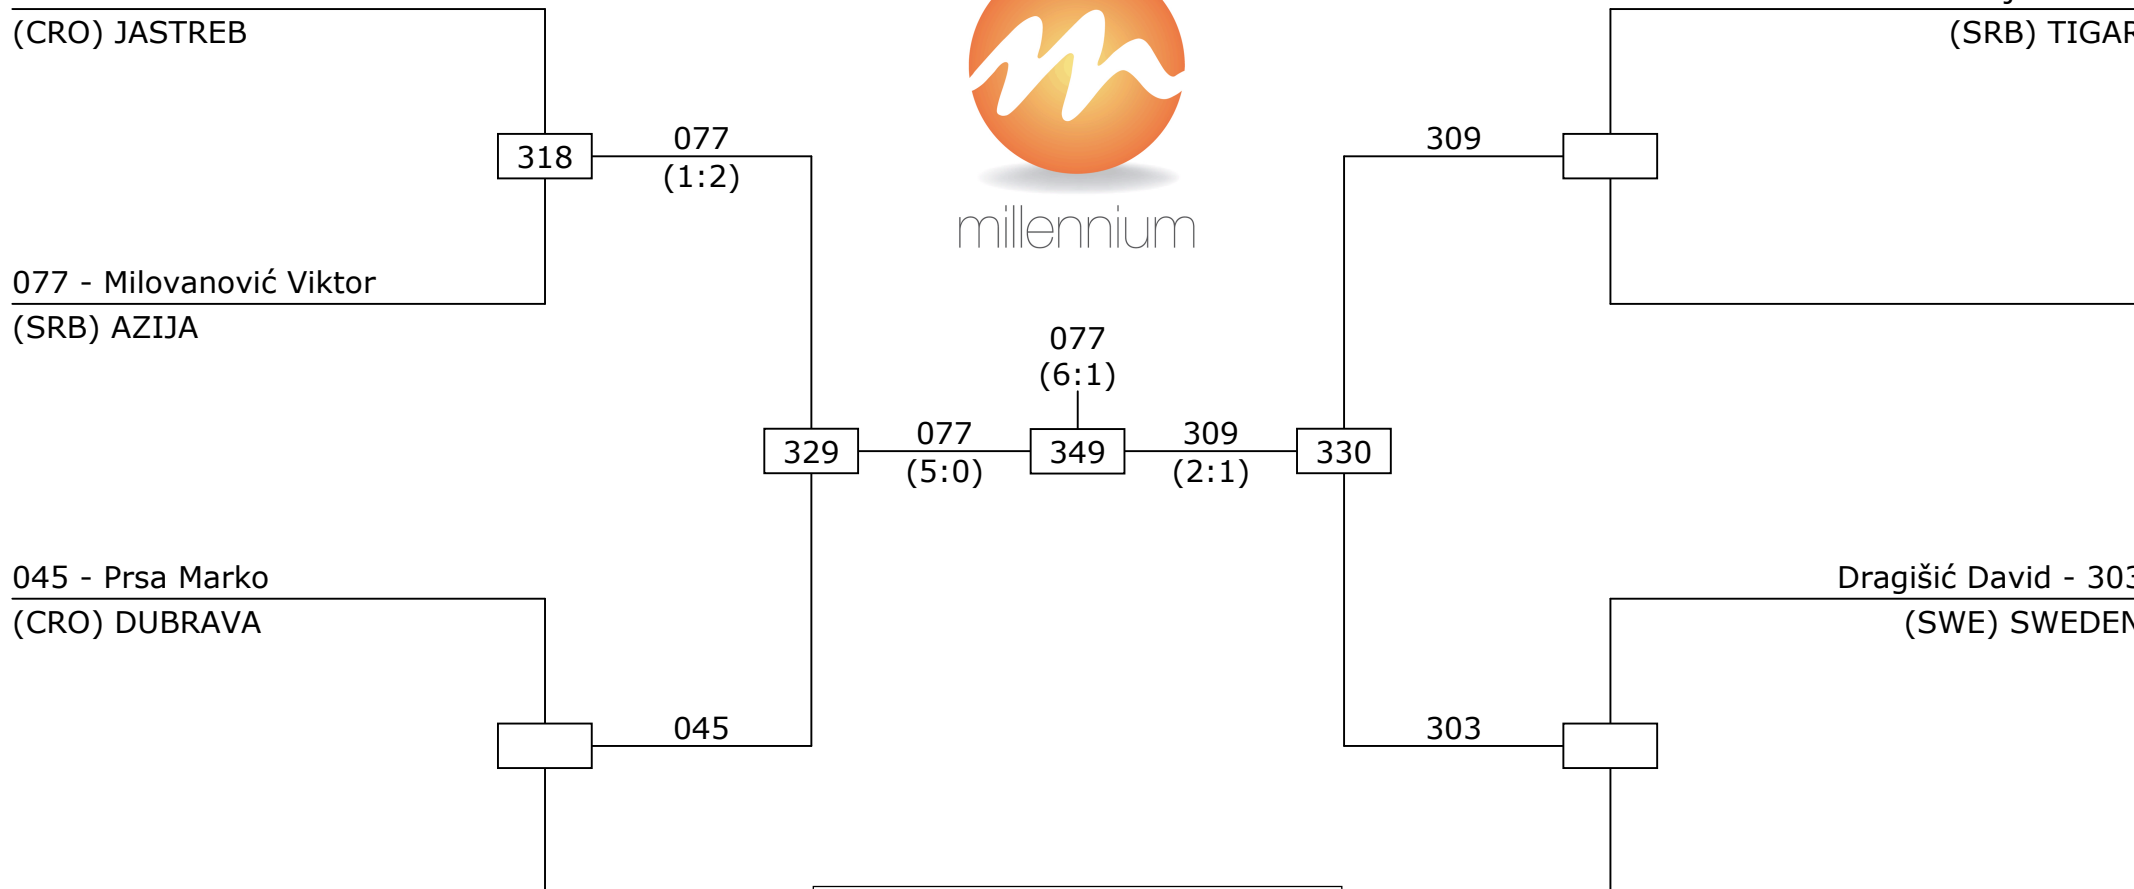 (CRO) JASTREB
(SRB) TIGAR
318
077
(1:2)
309
millennium
077 - Milovanović Viktor
(SRB) AZIJA
077
(6:1)
329
077
(5:0)
349
309
(2:1)
330
045 - Prsa Marko
(CRO) DUBRAVA
Dragišić David - 303
(SWE) SWEDEN
045
303